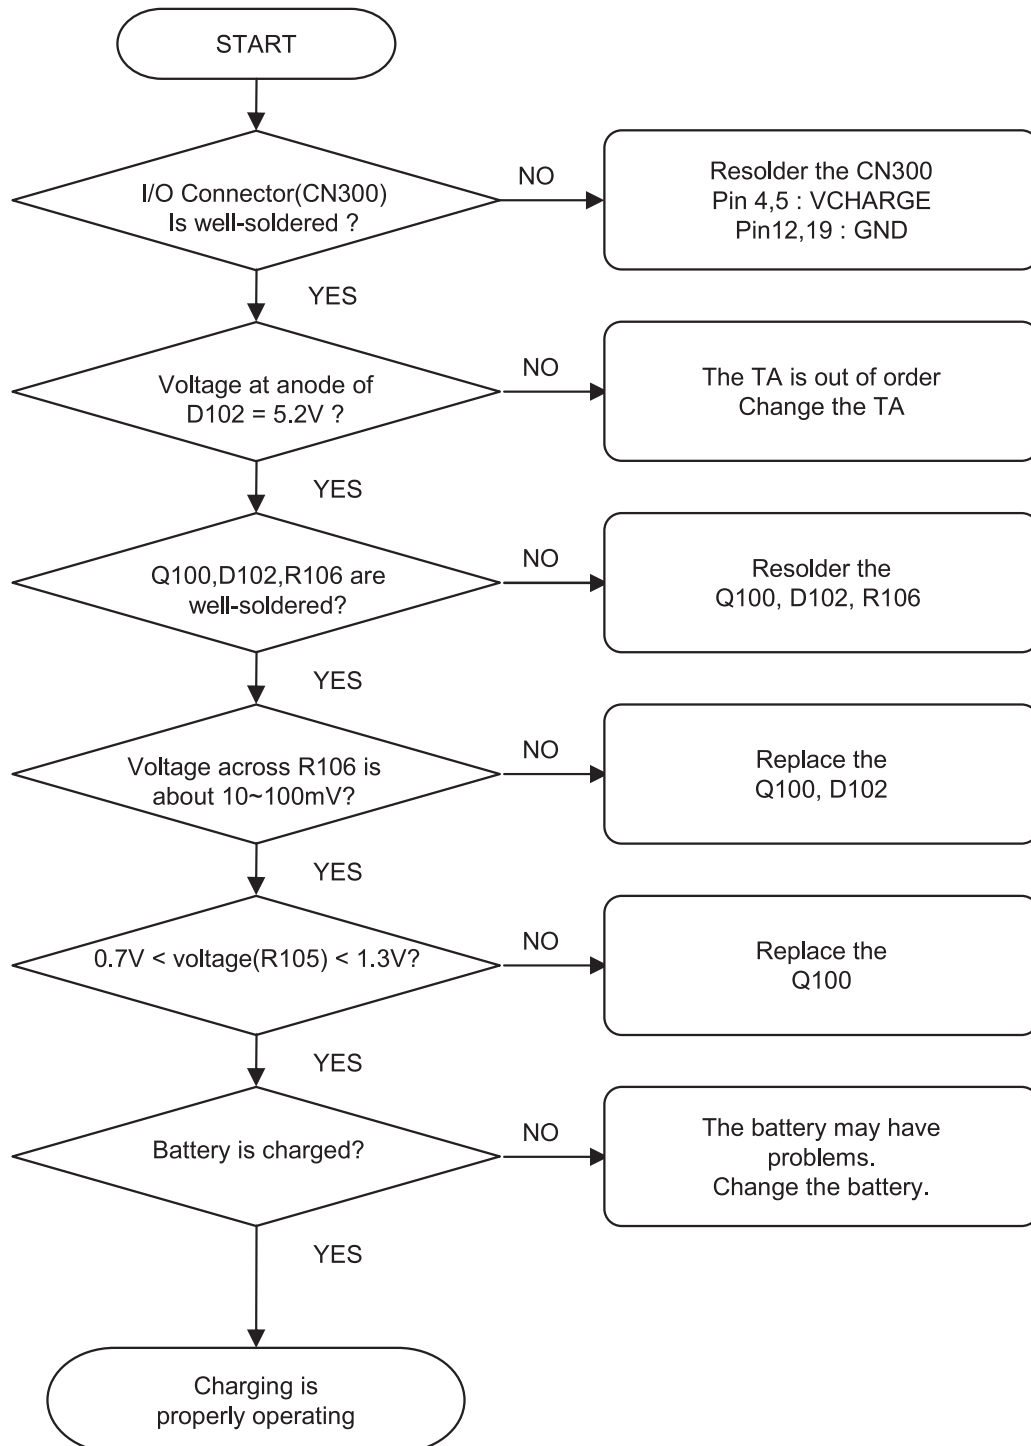 START
I/O Connector(CN300)
Is well-soldered ?
NO
Resolder the CN300
Pin 4,5 : VCHARGE
Pin12,19 : GND
YES
Voltage at anode of
D102 = 5.2V ?
NO
The TA is out of order
Change the TA
YES
Q100,D102,R106 are
well-soldered?
NO
Resolder the
Q100, D102, R106
YES
Voltage across R106 is
about 10~100mV?
NO
Replace the
Q100, D102
YES
0.7V < voltage(R105) < 1.3V?
NO
Replace the
Q100
YES
Battery is charged?
NO
The battery may have
problems.
Change the battery.
YES
Charging is
properly operating